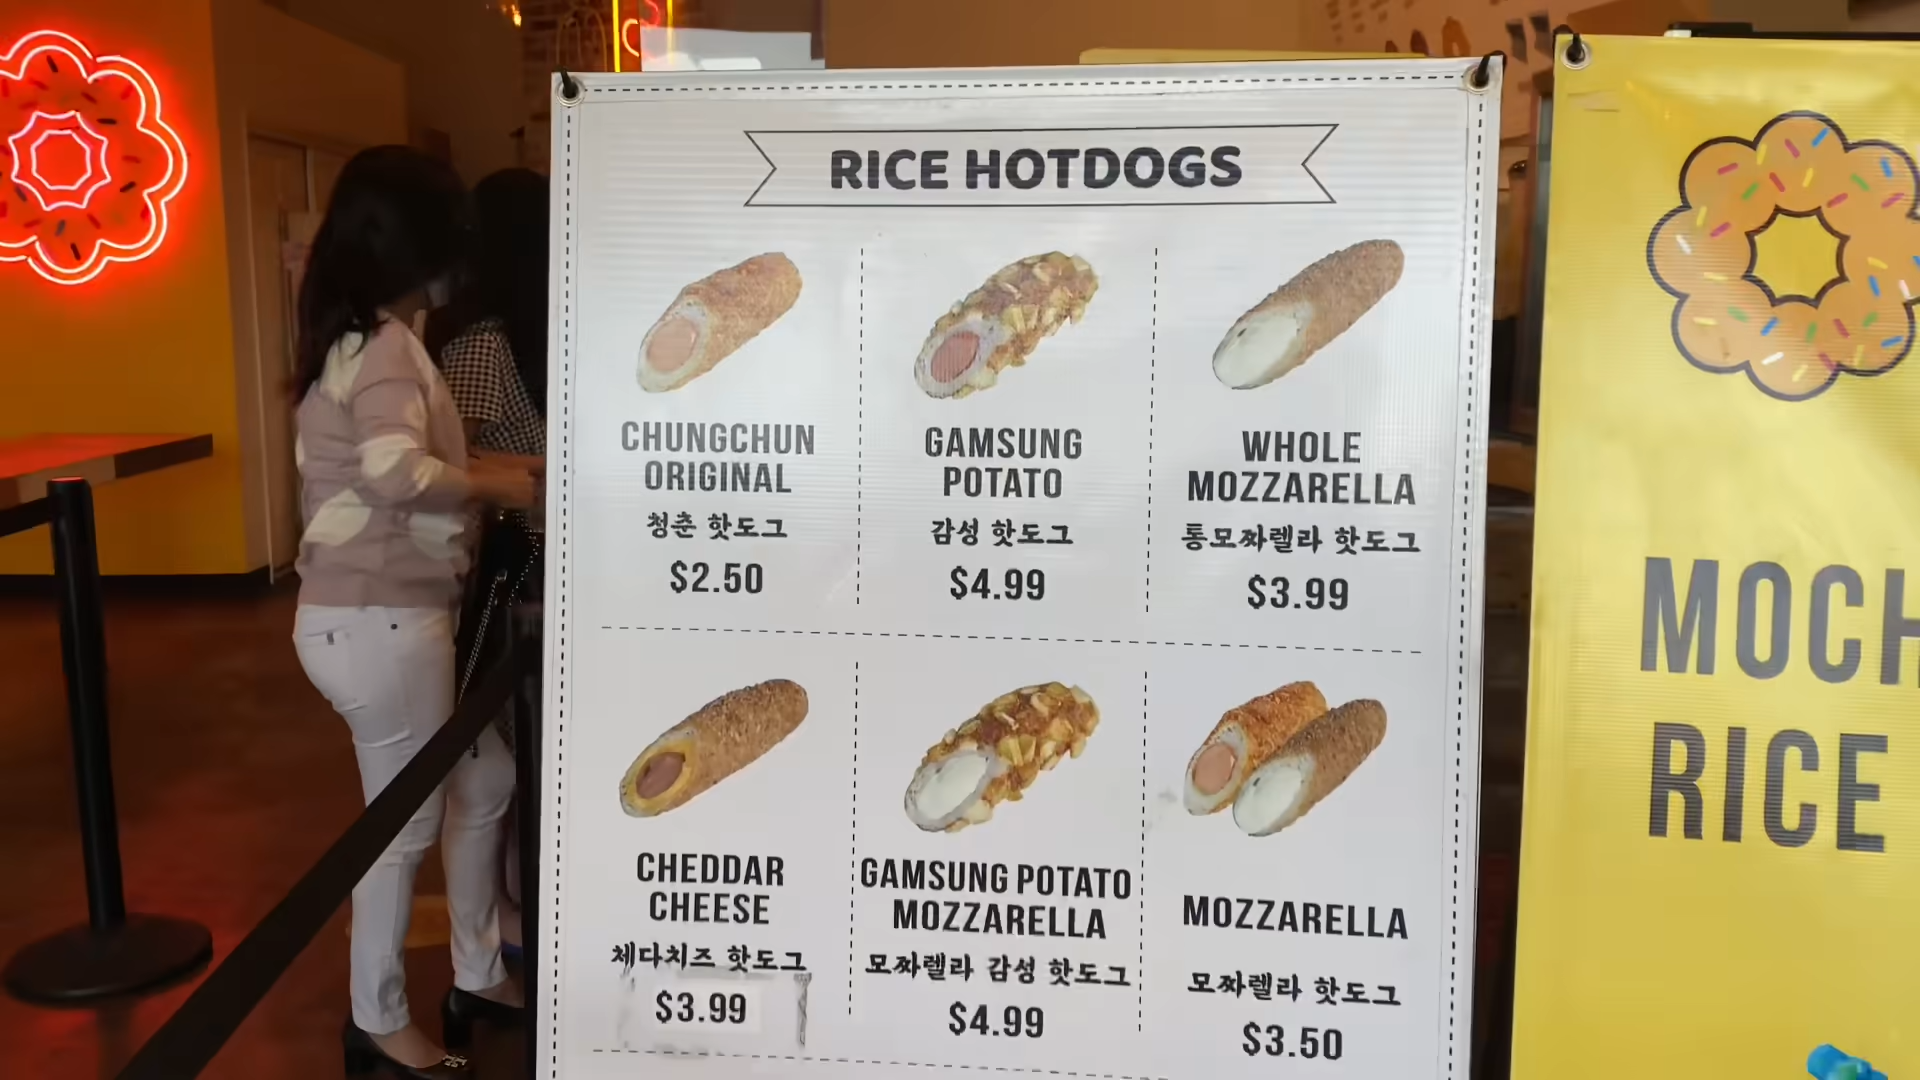 RICE HOTDOGS
CHUNGCHUN
ORIGINAL
청춘 핫도그
$2.50
GAMSUNG
POTATO
감성 핫도그
$4.99
WHOLE
MOZZARELLA
통모짜렐라 핫도그
$3.99
CHEDDAR
CHEESE
체다치즈 핫도그
$3.99
GAMSUNG POTATO
MOZZARELLA
모짜렐라 감성 핫도그
$4.99
MOZZARELLA
모짜렐라 핫도그
$3.50
MOCH
RICE